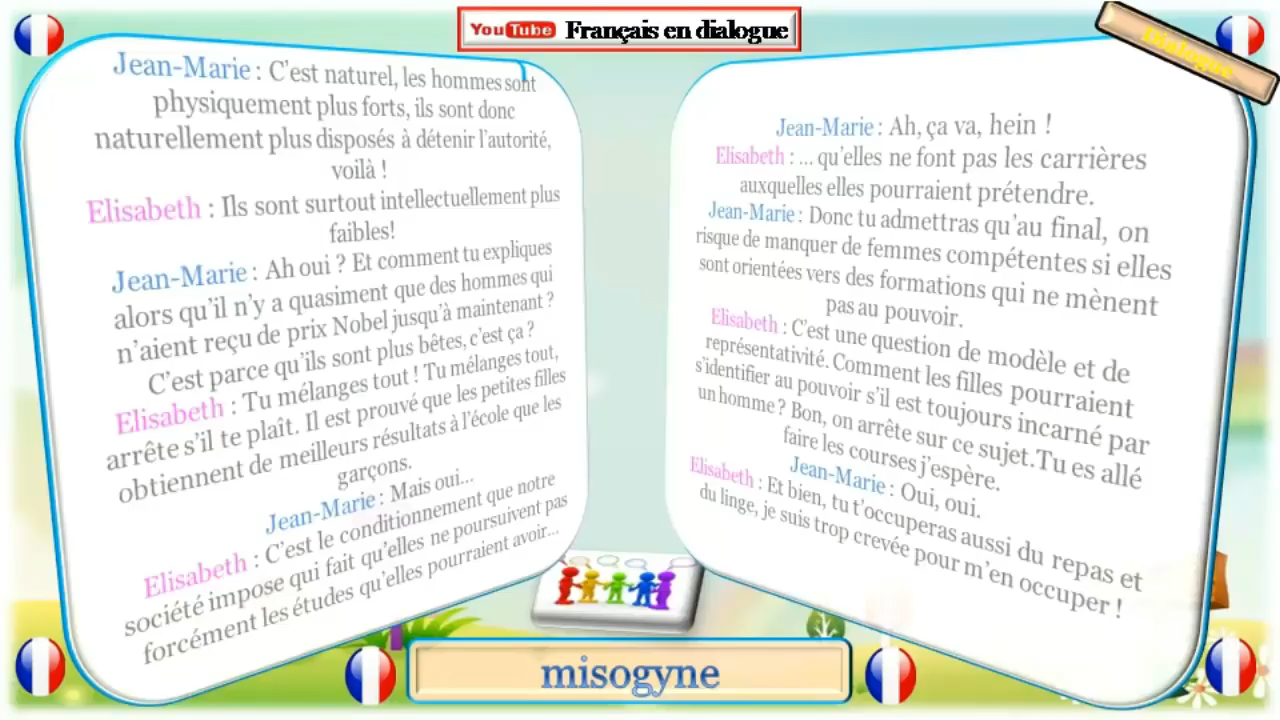 YouTube Français en dialogue
Dialogue
Jean-Marie : C'est naturel, les hommes sont
physiquement plus forts, ils sont donc
naturellement plus disposés à détenir l'autorité,
voilà !
Elisabeth : Ils sont surtout intellectuellement plus
faibles!
Jean-Marie : Ah oui ? Et comment tu expliques
alors qu'il n'y a quasiment que des hommes qui
n'aient reçu de prix Nobel jusqu'à maintenant ?
C'est parce qu'ils sont plus bêtes, c'est ça ?
Elisabeth : Tu mélanges tout ! Tu mélanges tout,
arrête s'il te plaît. Il est prouvé que les petites filles
obtiennent de meilleurs résultats à l'école que les
garçons.
Jean-Marie : Mais oui...
Elisabeth : C'est le conditionnement que notre
société impose qui fait qu'elles ne poursuivent pas
forcément les études qu'elles pourraient avoir...
Jean-Marie : Ah, ça va, hein !
Elisabeth : ... qu'elles ne font pas les carrières
auxquelles elles pourraient prétendre.
Jean-Marie : Donc tu admettras qu'au final, on
risque de manquer de femmes compétentes si elles
sont orientées vers des formations qui ne mènent
pas au pouvoir.
Elisabeth : C'est une question de modèle et de
représentativité. Comment les filles pourraient
s'identifier au pouvoir s'il est toujours incarné par
un homme ? Bon, on arrête sur ce sujet.Tu es allé
faire les courses j'espère.
Jean-Marie : Oui, oui.
Elisabeth : Et bien, tu t'occuperas aussi du repas et
du linge, je suis trop crevée pour m'en occuper !
misogyne